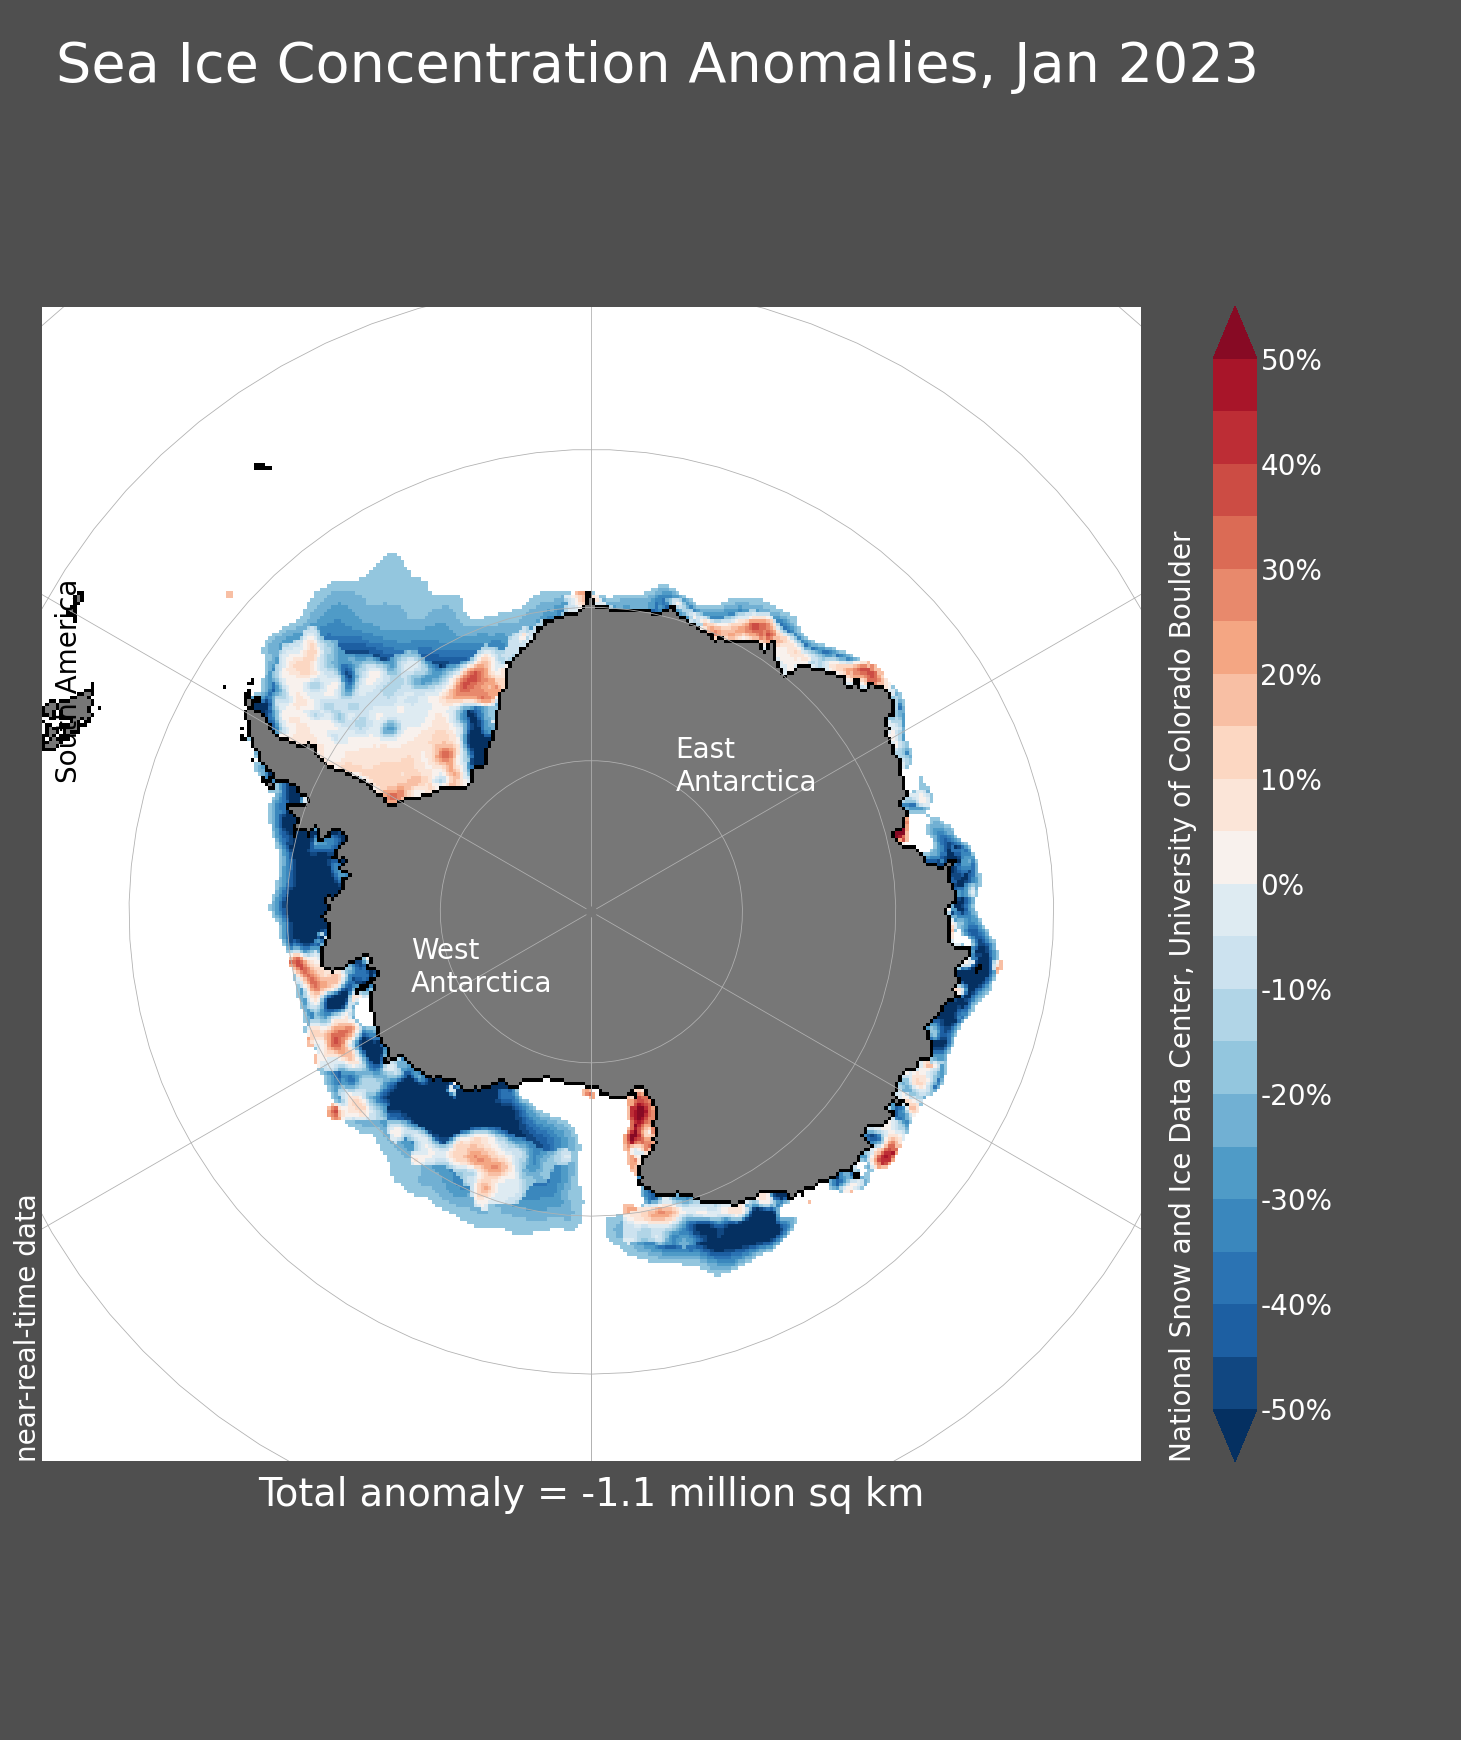 Sea Ice Concentration Anomalies, Jan 2023
South America
East
Antarctica
West
Antarctica
near-real-time data
National Snow and Ice Data Center, University of Colorado Boulder
50%
40%
30%
20%
10%
0%
-10%
-20%
-30%
-40%
-50%
Total anomaly = -1.1 million sq km